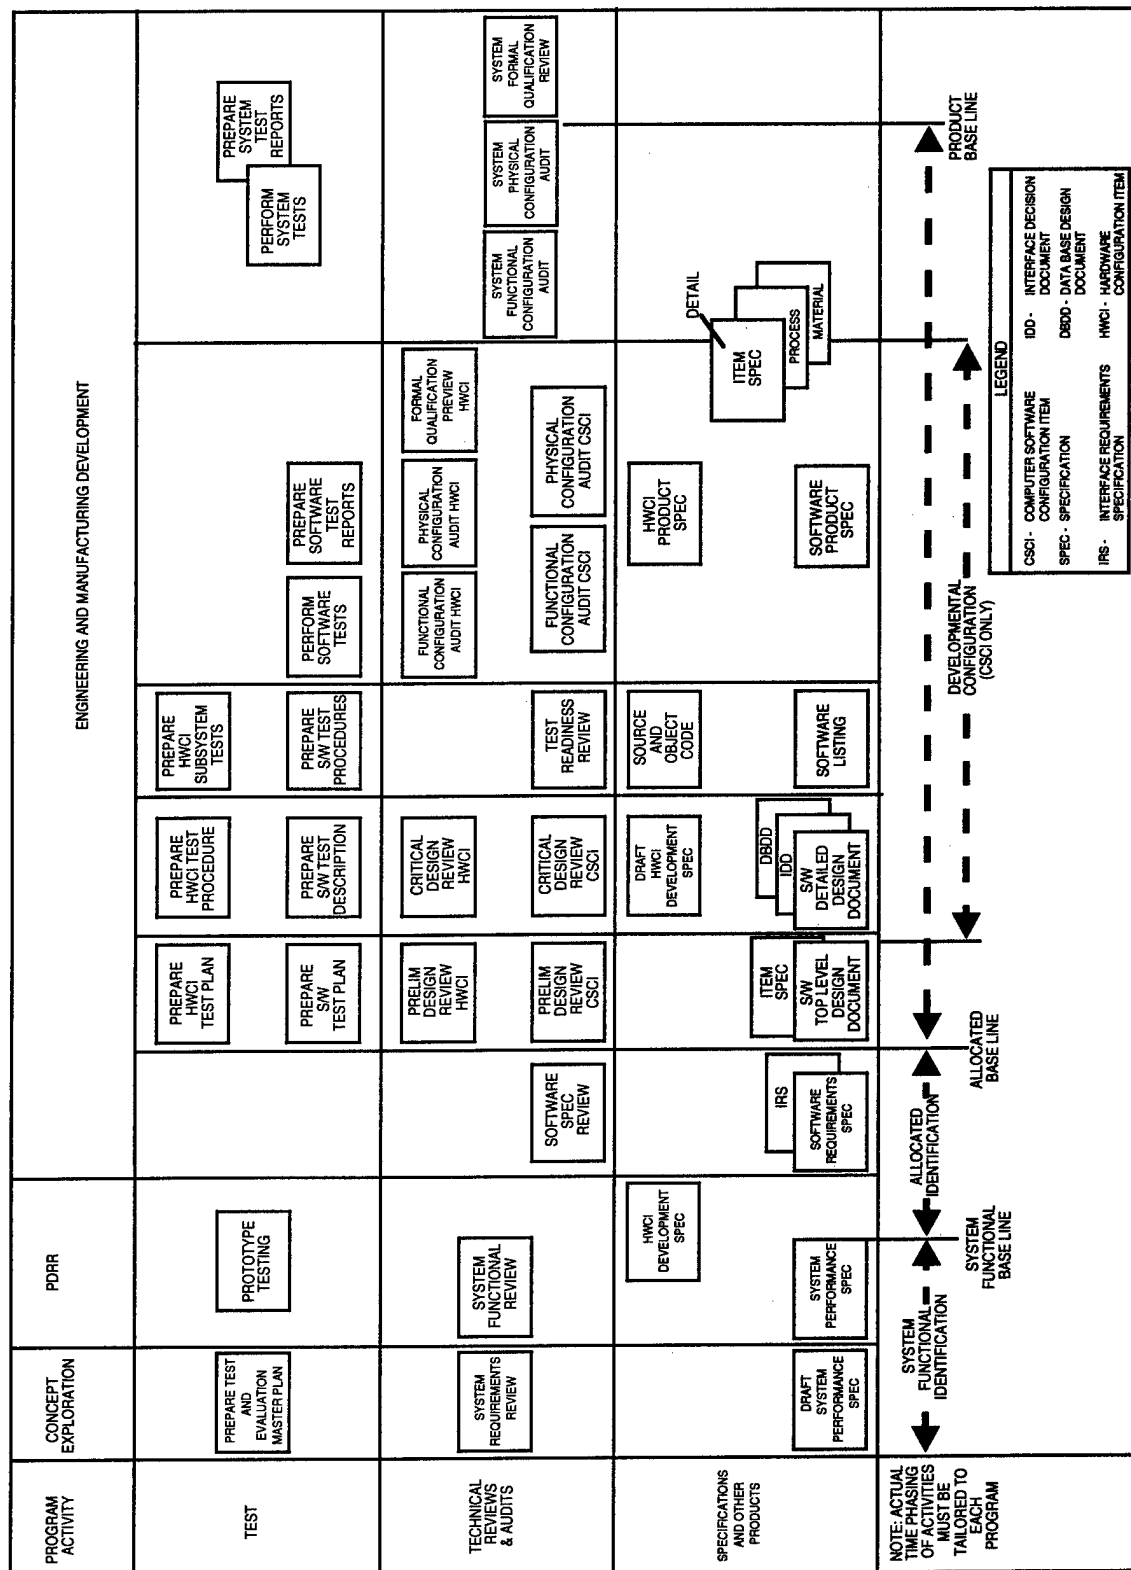 PROGRAM
ACTIVITY
CONCEPT
EXPLORATION
PDRR
ENGINEERING AND MANUFACTURING DEVELOPMENT
TEST
PREPARE TEST
AND
EVALUATION
MASTER PLAN
PROTOTYPE
TESTING
PREPARE
HWCI
TEST PLAN
PREPARE
S/W
TEST PLAN
PREPARE
HWCI TEST
PROCEDURE
PREPARE
S/W TEST
DESCRIPTION
PREPARE
HWCI
SUBSYSTEM
TESTS
PREPARE
S/W TEST
PROCEDURES
PERFORM
SOFTWARE
TESTS
PREPARE
SOFTWARE
TEST
REPORTS
PERFORM
SYSTEM
TESTS
PREPARE
SYSTEM
TEST
REPORTS
TECHNICAL
REVIEWS
& AUDITS
SYSTEM
REQUIREMENTS
REVIEW
SYSTEM
FUNCTIONAL
REVIEW
SOFTWARE
SPEC
REVIEW
PRELIM
DESIGN
REVIEW
HWCI
PRELIM
DESIGN
REVIEW
CSCI
CRITICAL
DESIGN
REVIEW
HWCI
CRITICAL
DESIGN
REVIEW
CSCI
TEST
READINESS
REVIEW
FUNCTIONAL
CONFIGURATION
AUDIT HWCI
PHYSICAL
CONFIGURATION
AUDIT HWCI
FORMAL
QUALIFICATION
PREVIEW
HWCI
FUNCTIONAL
CONFIGURATION
AUDIT CSCI
PHYSICAL
CONFIGURATION
AUDIT CSCI
SYSTEM
FUNCTIONAL
CONFIGURATION
AUDIT
SYSTEM
PHYSICAL
CONFIGURATION
AUDIT
SYSTEM
FORMAL
QUALIFICATION
REVIEW
SPECIFICATIONS
AND OTHER
PRODUCTS
DRAFT
SYSTEM
PERFORMANCE
SPEC
SYSTEM
PERFORMANCE
SPEC
HWCI
DEVELOPMENT
SPEC
IRS
SOFTWARE
REQUIREMENTS
SPEC
ITEM
SPEC
S/W
TOP LEVEL
DESIGN
DOCUMENT
DRAFT
HWCI
DEVELOPMENT
SPEC
DBDD
IDD
S/W
DETAILED
DESIGN
DOCUMENT
SOURCE
AND
OBJECT
CODE
SOFTWARE
LISTING
HWCI
PRODUCT
SPEC
SOFTWARE
PRODUCT
SPEC
DETAIL
ITEM
SPEC
PROCESS
MATERIAL
NOTE: ACTUAL
TIME PHASING
OF ACTIVITIES
MUST BE
TAILORED TO
EACH
PROGRAM
SYSTEM
FUNCTIONAL
IDENTIFICATION
SYSTEM
FUNCTIONAL
BASE LINE
ALLOCATED
IDENTIFICATION
ALLOCATED
BASE LINE
DEVELOPMENTAL
CONFIGURATION
(CSCI ONLY)
PRODUCT
BASE LINE
LEGEND
CSCI - COMPUTER SOFTWARE
CONFIGURATION ITEM
SPEC - SPECIFICATION
IRS - INTERFACE REQUIREMENTS
SPECIFICATION
IDD - INTERFACE DECISION
DOCUMENT
DBDD - DATA BASE DESIGN
DOCUMENT
HWCI - HARDWARE
CONFIGURATION ITEM